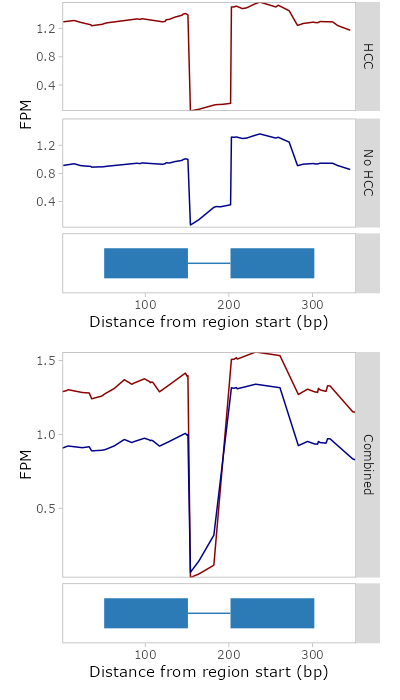 1.2
0.8
0.4
HCC
FPM
1.2
0.8
0.4
No HCC
100
200
300
Distance from region start (bp)
1.5
1.0
0.5
FPM
Combined
100
200
300
Distance from region start (bp)